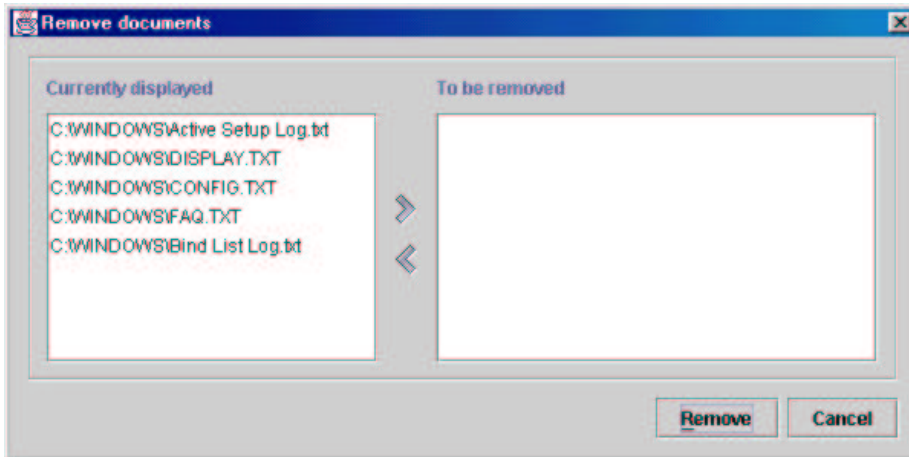 Remove documents
Currently displayed
To be removed
C:\WINDOWS\Active Setup Log.txt
C:\WINDOWS\DISPLAY.TXT
C:\WINDOWS\CONFIG.TXT
C:\WINDOWS\FAQ.TXT
C:\WINDOWS\Bind List Log.txt
Remove
Cancel